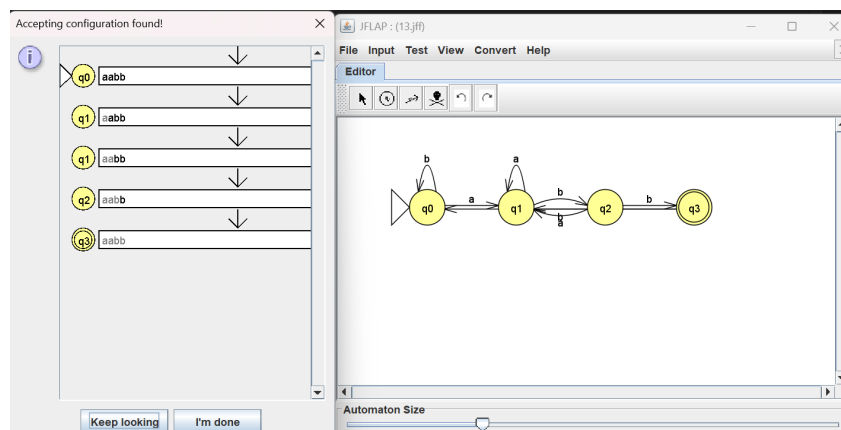 Accepting configuration found!
q0 aabb
q1 aabb
q1 aabb
q2 aabb
q3 aabb
Keep looking I'm done
JFLAP : (13.jff)
File Input Test View Convert Help
Editor
b a
a b b
q0 q1 q2 q3
b
a
Automaton Size